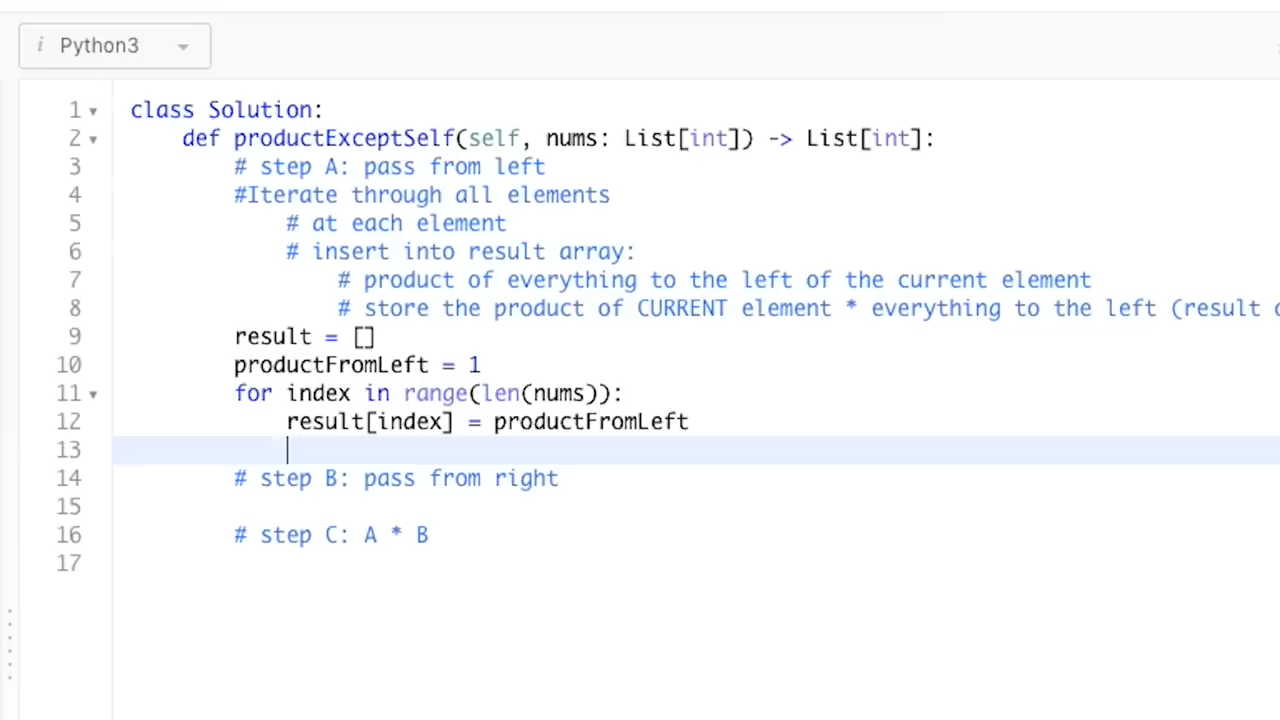 i Python3
1 class Solution:
2 def productExceptSelf(self, nums: List[int]) -> List[int]:
3 # step A: pass from left
4 #Iterate through all elements
5 # at each element
6 # insert into result array:
7 # product of everything to the left of the current element
8 # store the product of CURRENT element * everything to the left (result
9 result = []
10 productFromLeft = 1
11 for index in range(len(nums)):
12 result[index] = productFromLeft
13
14 # step B: pass from right
15
16 # step C: A * B
17